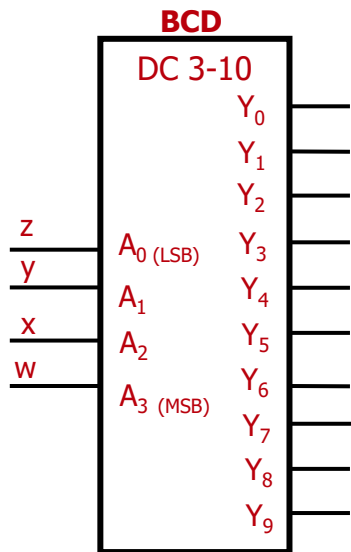 BCD
DC 3-10
Y₀
Y₁
Y₂
z
A₀ (LSB)
Y₃
y
A₁
Y₄
x
A₂
Y₅
w
A₃ (MSB)
Y₆
Y₇
Y₈
Y₉